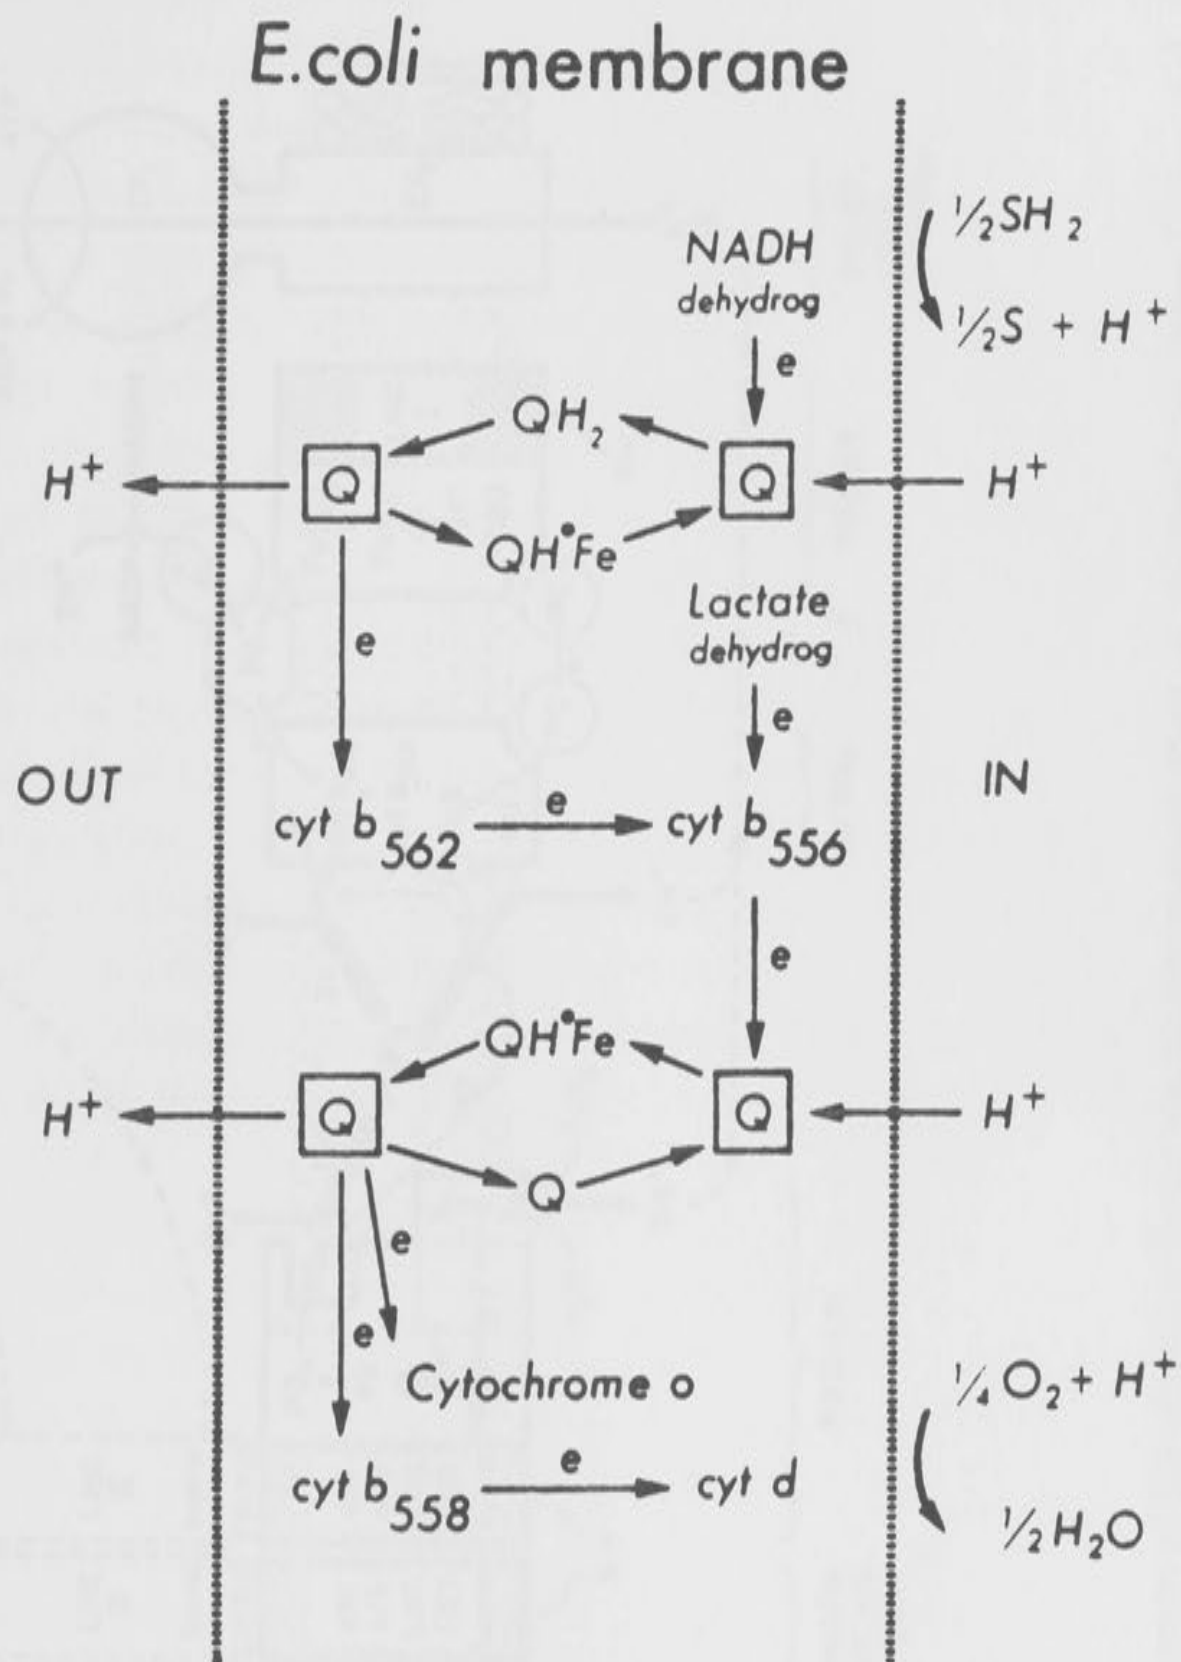 E.coli membrane
½SH₂
NADH
dehydrog
½S + H⁺
e
QH₂
H⁺ Q Q H⁺
QH•Fe
Lactate
dehydrog
e
e
OUT IN
cyt b₅₆₂ e cyt b₅₅₆
e
QH•Fe
H⁺ Q Q H⁺
Q
e
e
Cytochrome o
¼O₂ + H⁺
cyt b₅₅₈ e cyt d
½H₂O